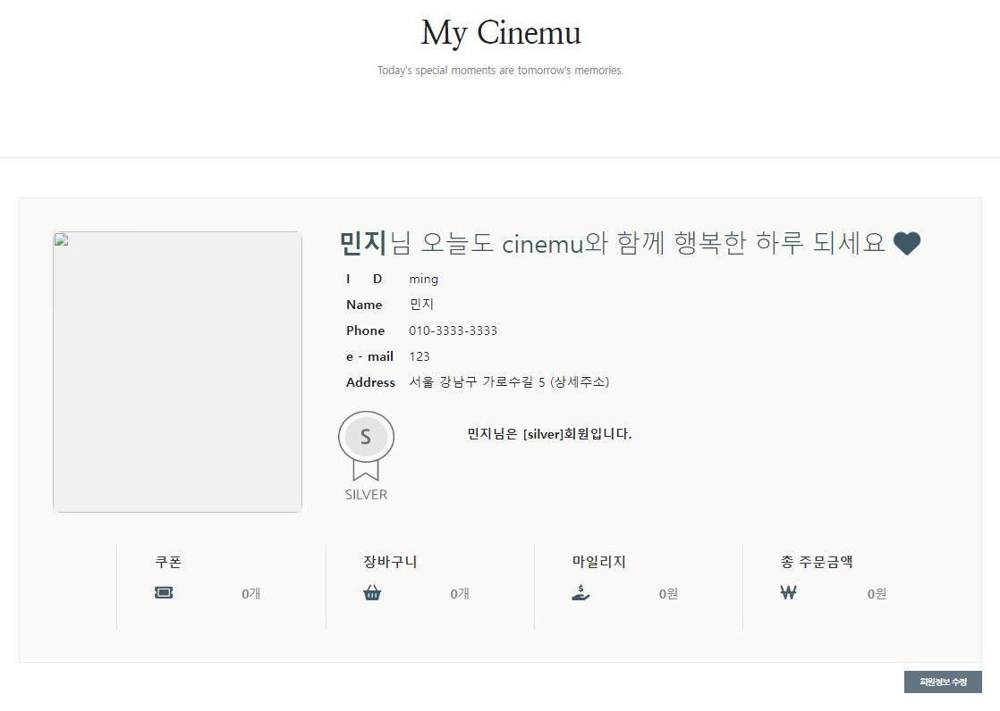 My Cinemu
Today's special moments are tomorrow's memories.
민지님 오늘도 cinemu와 함께 행복한 하루 되세요
I D ming
Name 민지
Phone 010-3333-3333
e - mail 123
Address 서울 강남구 가로수길 5 (상세주소)
S
SILVER
민지님은 [silver]회원입니다.
쿠폰 장바구니 마일리지 총 주문금액
0개 0개 0원 0원
회원정보 수정